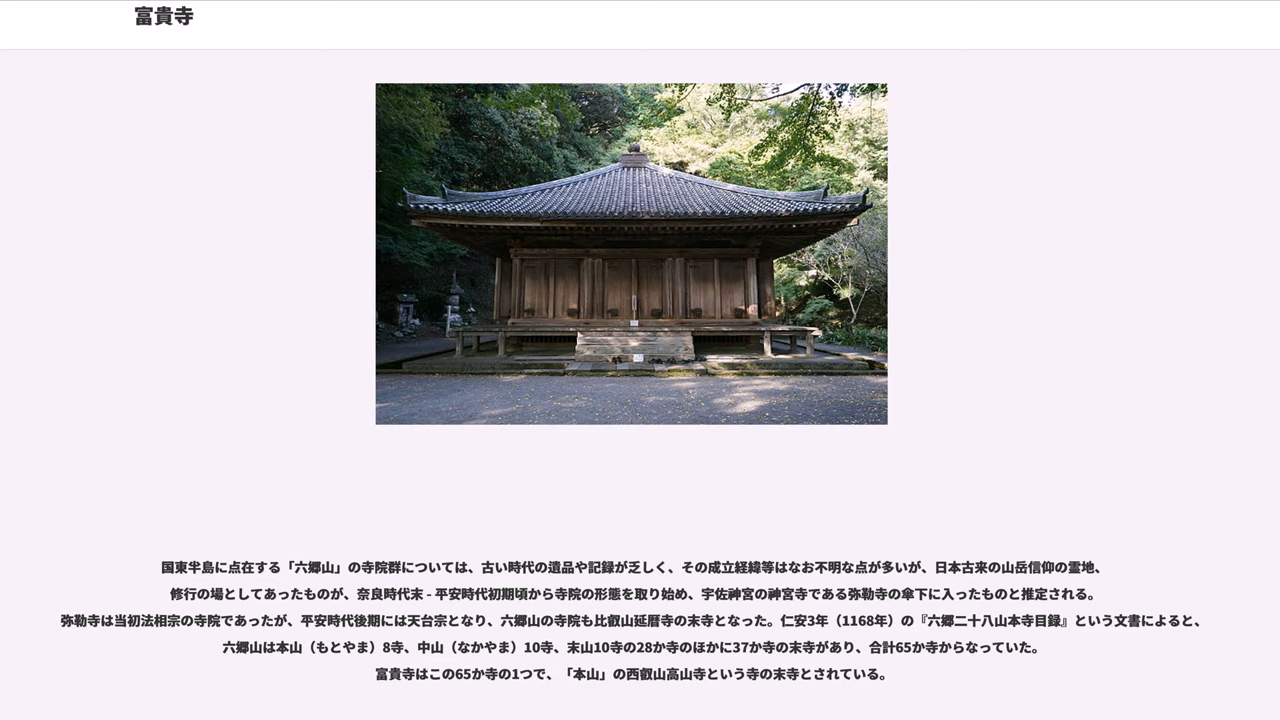 富貴寺
国東半島に点在する「六郷山」の寺院群については、古い時代の遺品や記録が乏しく、その成立経緯等はなお不明な点が多いが、日本古来の山岳信仰の霊地、
修行の場としてあったものが、奈良時代末 - 平安時代初期頃から寺院の形態を取り始め、宇佐神宮の神宮寺である弥勒寺の傘下に入ったものと推定される。
弥勒寺は当初法相宗の寺院であったが、平安時代後期には天台宗となり、六郷山の寺院も比叡山延暦寺の末寺となった。仁安3年（1168年）の『六郷二十八山本寺目録』という文書によると、
六郷山は本山（もとやま）8寺、中山（なかやま）10寺、末山10寺の28か寺のほかに37か寺の末寺があり、合計65か寺からなっていた。
富貴寺はこの65か寺の1つで、「本山」の西叡山高山寺という寺の末寺とされている。